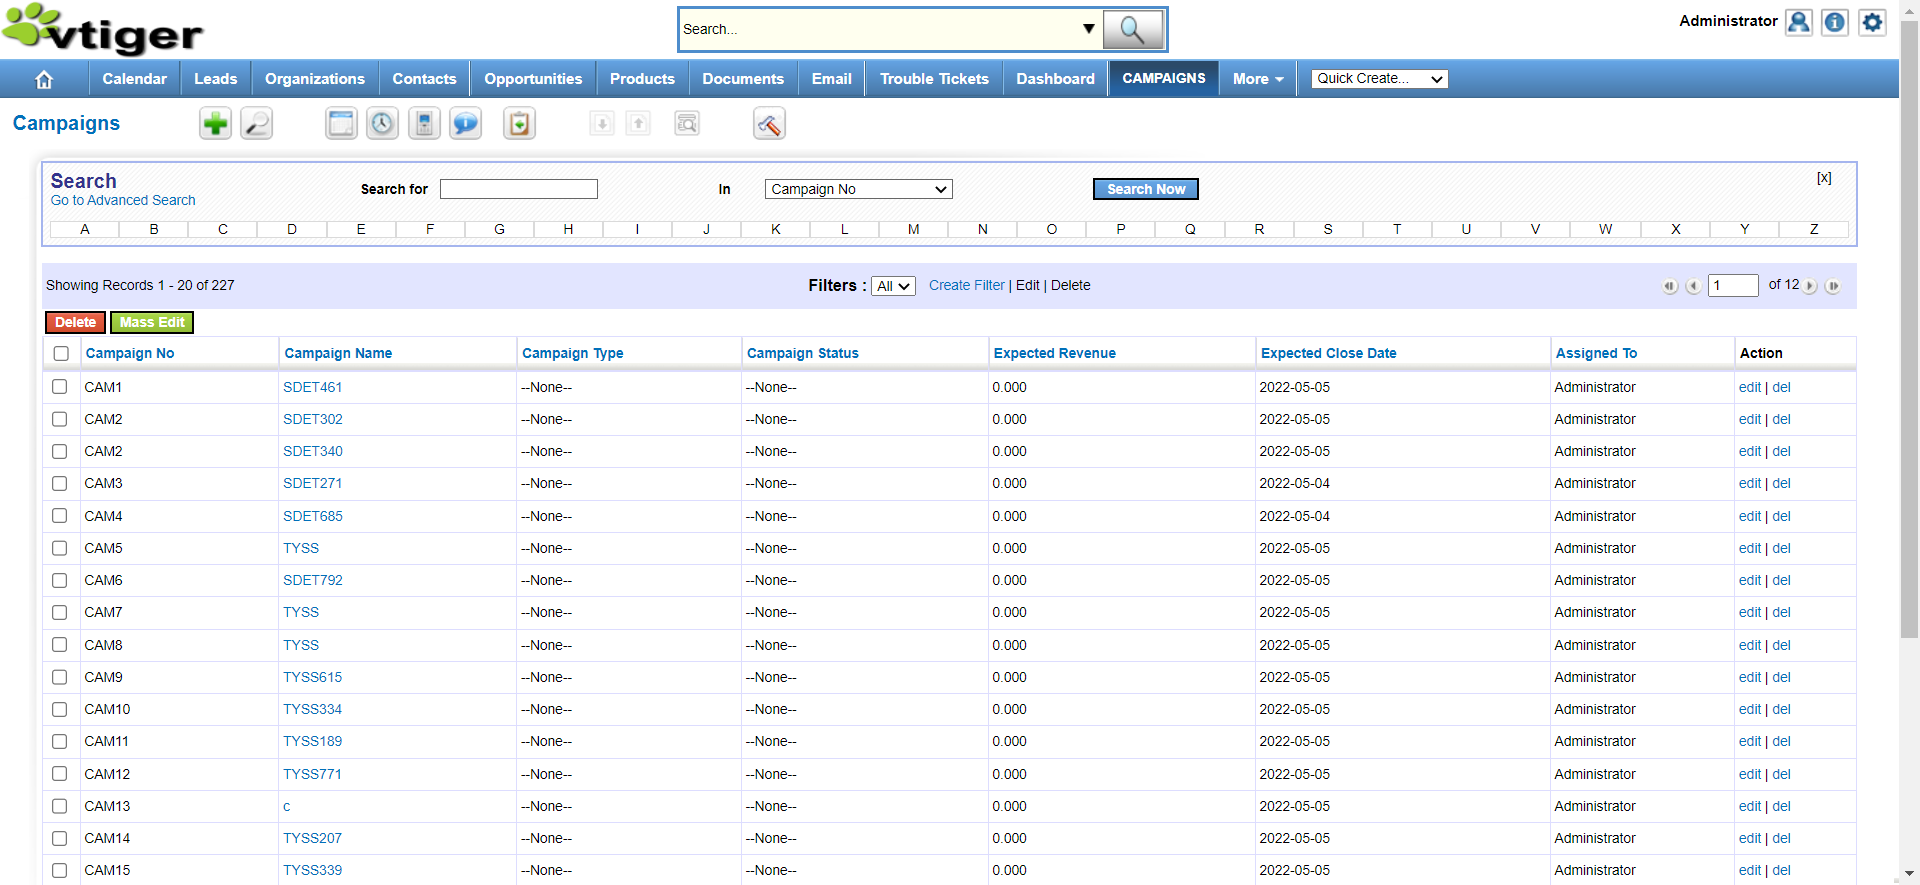 vtiger
Search...
Administrator
Calendar Leads Organizations Contacts Opportunities Products Documents Email Trouble Tickets Dashboard CAMPAIGNS More Quick Create...
Campaigns
Search
Go to Advanced Search
Search for In Campaign No Search Now [x]
A B C D E F G H I J K L M N O P Q R S T U V W X Y Z
Showing Records 1 - 20 of 227 Filters : All Create Filter | Edit | Delete 1 of 12
Delete Mass Edit
Campaign No Campaign Name Campaign Type Campaign Status Expected Revenue Expected Close Date Assigned To Action
CAM1 SDET461 --None-- --None-- 0.000 2022-05-05 Administrator edit | del
CAM2 SDET302 --None-- --None-- 0.000 2022-05-05 Administrator edit | del
CAM2 SDET340 --None-- --None-- 0.000 2022-05-05 Administrator edit | del
CAM3 SDET271 --None-- --None-- 0.000 2022-05-04 Administrator edit | del
CAM4 SDET685 --None-- --None-- 0.000 2022-05-04 Administrator edit | del
CAM5 TYSS --None-- --None-- 0.000 2022-05-05 Administrator edit | del
CAM6 SDET792 --None-- --None-- 0.000 2022-05-05 Administrator edit | del
CAM7 TYSS --None-- --None-- 0.000 2022-05-05 Administrator edit | del
CAM8 TYSS --None-- --None-- 0.000 2022-05-05 Administrator edit | del
CAM9 TYSS615 --None-- --None-- 0.000 2022-05-05 Administrator edit | del
CAM10 TYSS334 --None-- --None-- 0.000 2022-05-05 Administrator edit | del
CAM11 TYSS189 --None-- --None-- 0.000 2022-05-05 Administrator edit | del
CAM12 TYSS771 --None-- --None-- 0.000 2022-05-05 Administrator edit | del
CAM13 c --None-- --None-- 0.000 2022-05-05 Administrator edit | del
CAM14 TYSS207 --None-- --None-- 0.000 2022-05-05 Administrator edit | del
CAM15 TYSS339 --None-- --None-- 0.000 2022-05-05 Administrator edit | del